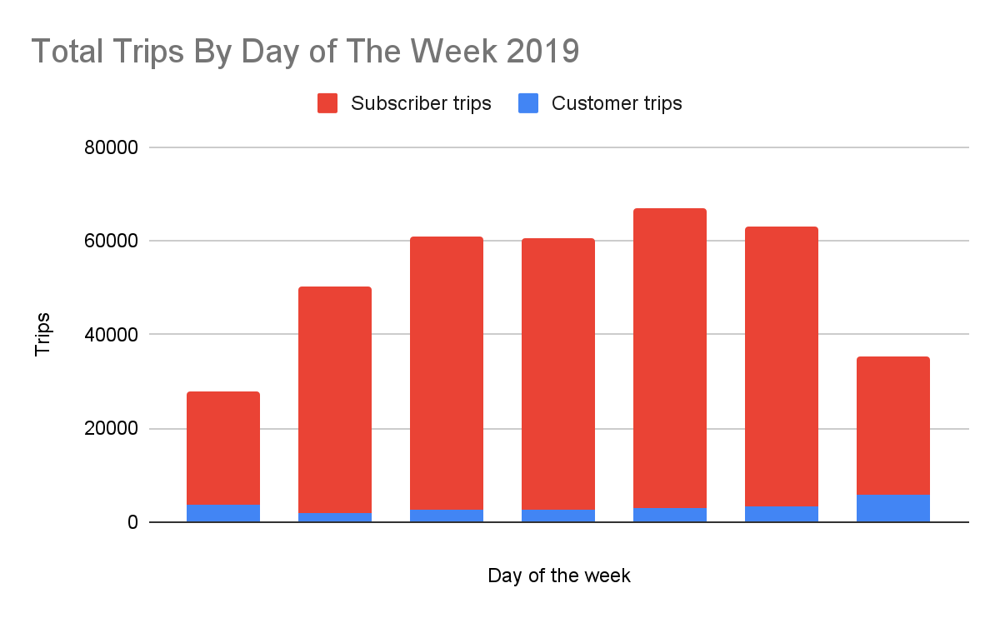 Total Trips By Day of The Week 2019
Subscriber trips
Customer trips
80000
60000
40000
20000
0
Trips
Day of the week